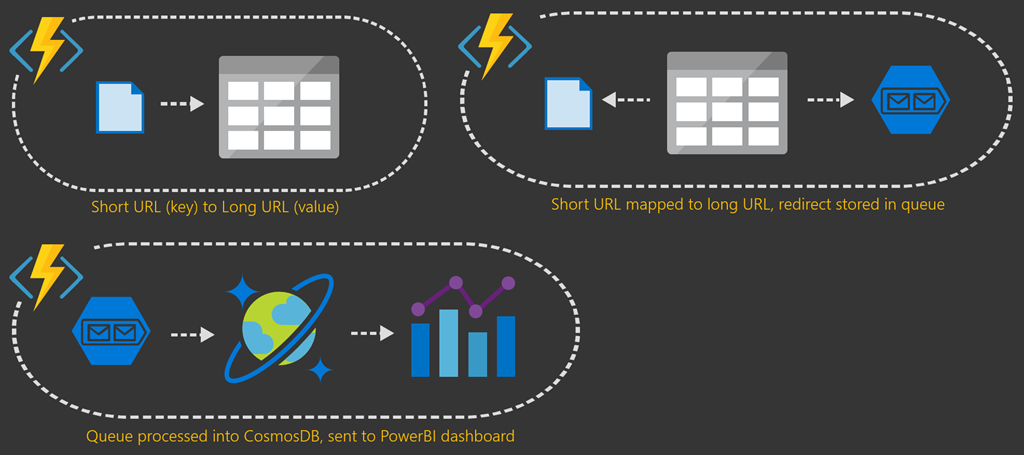 Short URL (key) to Long URL (value)
Short URL mapped to long URL, redirect stored in queue
Queue processed into CosmosDB, sent to PowerBI dashboard